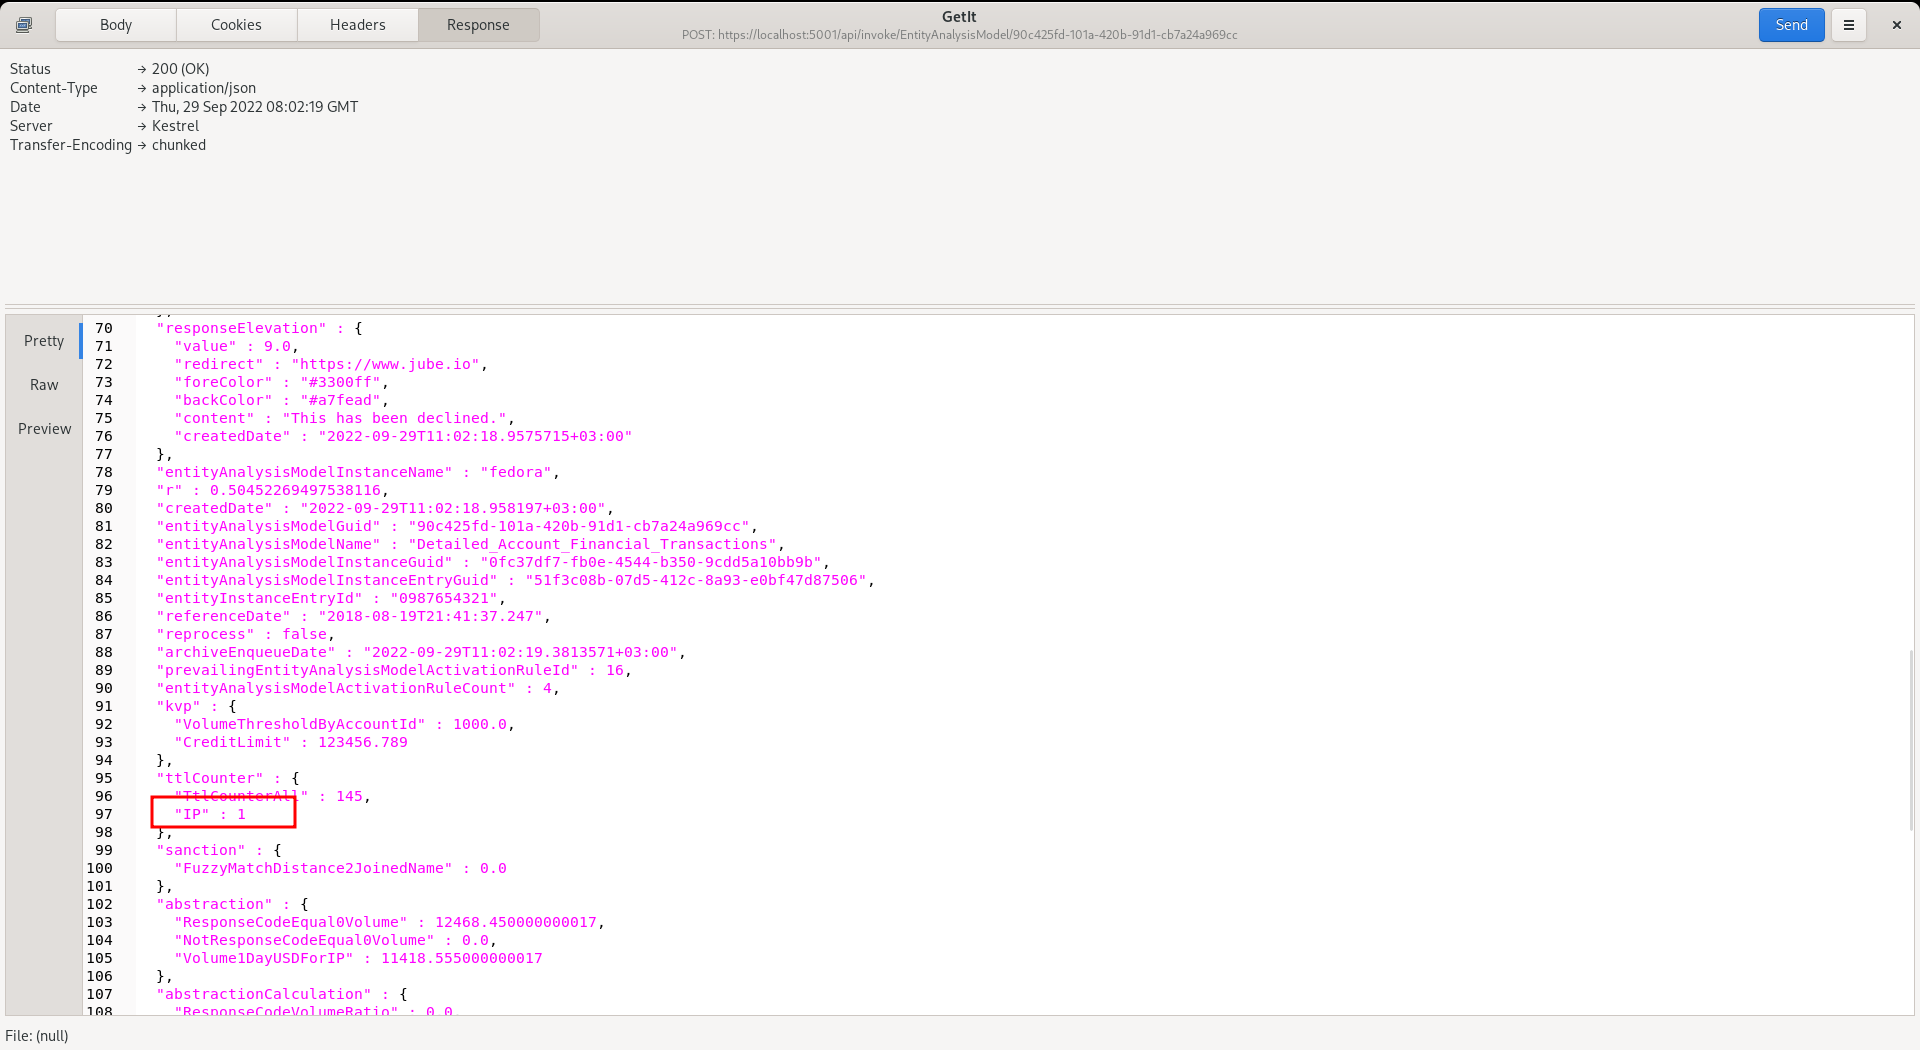 GetIt
POST: https://localhost:5001/api/invoke/EntityAnalysisModel/90c425fd-101a-420b-91d1-cb7a24a969cc
Body Cookies Headers Response Send
Status → 200 (OK)
Content-Type → application/json
Date → Thu, 29 Sep 2022 08:02:19 GMT
Server → Kestrel
Transfer-Encoding → chunked
Pretty
Raw
Preview
70 "responseElevation" : {
71 "value" : 9.0,
72 "redirect" : "https://www.jube.io",
73 "foreColor" : "#3300ff",
74 "backColor" : "#a7fead",
75 "content" : "This has been declined.",
76 "createdDate" : "2022-09-29T11:02:18.9575715+03:00"
77 },
78 "entityAnalysisModelInstanceName" : "fedora",
79 "r" : 0.50452269497538116,
80 "createdDate" : "2022-09-29T11:02:18.958197+03:00",
81 "entityAnalysisModelGuid" : "90c425fd-101a-420b-91d1-cb7a24a969cc",
82 "entityAnalysisModelName" : "Detailed_Account_Financial_Transactions",
83 "entityAnalysisModelInstanceGuid" : "0fc37df7-fb0e-4544-b350-9cdd5a10bb9b",
84 "entityAnalysisModelInstanceEntryGuid" : "51f3c08b-07d5-412c-8a93-e0bf47d87506",
85 "entityInstanceEntryId" : "0987654321",
86 "referenceDate" : "2018-08-19T21:41:37.247",
87 "reprocess" : false,
88 "archiveEnqueueDate" : "2022-09-29T11:02:19.3813571+03:00",
89 "prevailingEntityAnalysisModelActivationRuleId" : 16,
90 "entityAnalysisModelActivationRuleCount" : 4,
91 "kvp" : {
92 "VolumeThresholdByAccountId" : 1000.0,
93 "CreditLimit" : 123456.789
94 },
95 "ttlCounter" : {
96 "TtlCounterAll" : 145,
97 "IP" : 1
98 },
99 "sanction" : {
100 "FuzzyMatchDistance2JoinedName" : 0.0
101 },
102 "abstraction" : {
103 "ResponseCodeEqual0Volume" : 12468.450000000017,
104 "NotResponseCodeEqual0Volume" : 0.0,
105 "Volume1DayUSDForIP" : 11418.555000000017
106 },
107 "abstractionCalculation" : {
108 "ResponseCodeVolumeRatio" : 0.0
File: (null)